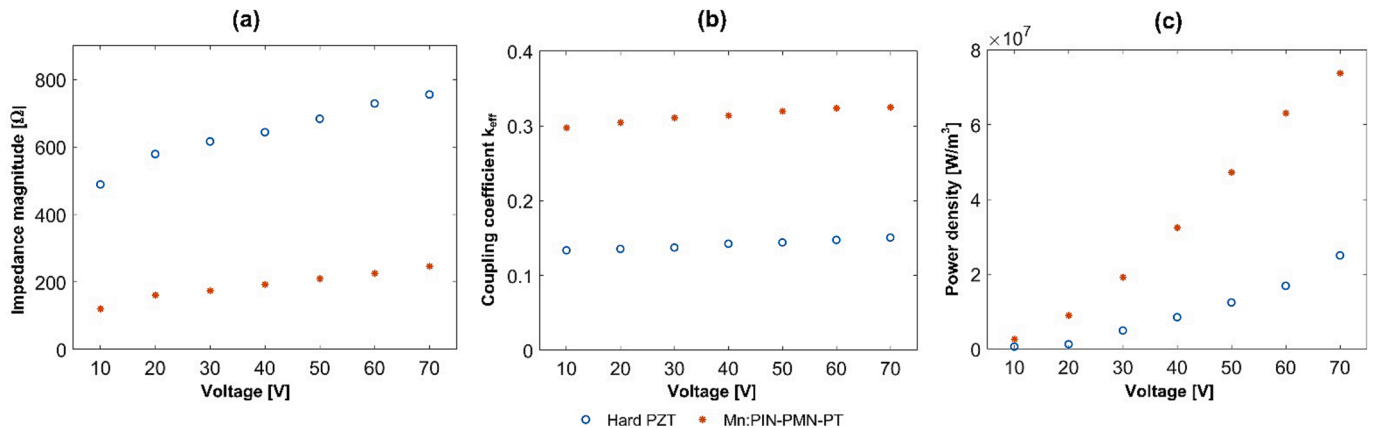 (a)
Impedance magnitude [Ω]
800
600
400
200
0
10 20 30 40 50 60 70
Voltage [V]
(b)
Coupling coefficient k_eff
0.4
0.3
0.2
0.1
0
10 20 30 40 50 60 70
Voltage [V]
(c)
×10^7
Power density [W/m^3]
8
6
4
2
0
10 20 30 40 50 60 70
Voltage [V]
Hard PZT Mn:PIN-PMN-PT